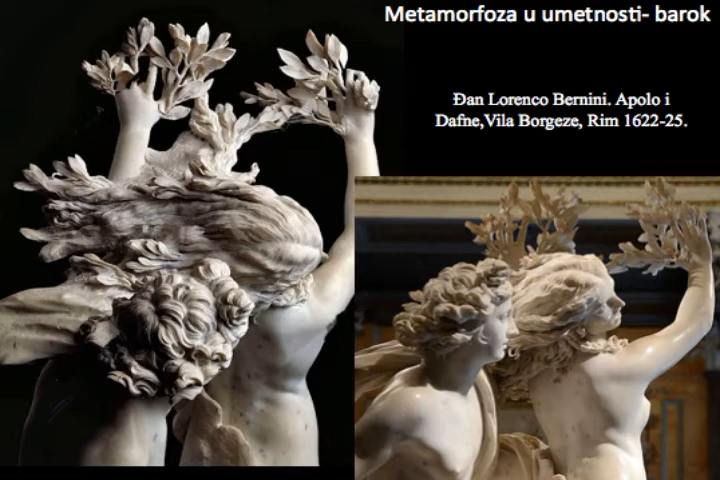 Metamorfoza u umetnosti- barok
Đan Lorenco Bernini. Apolo i
Dafne,Vila Borgeze, Rim 1622-25.